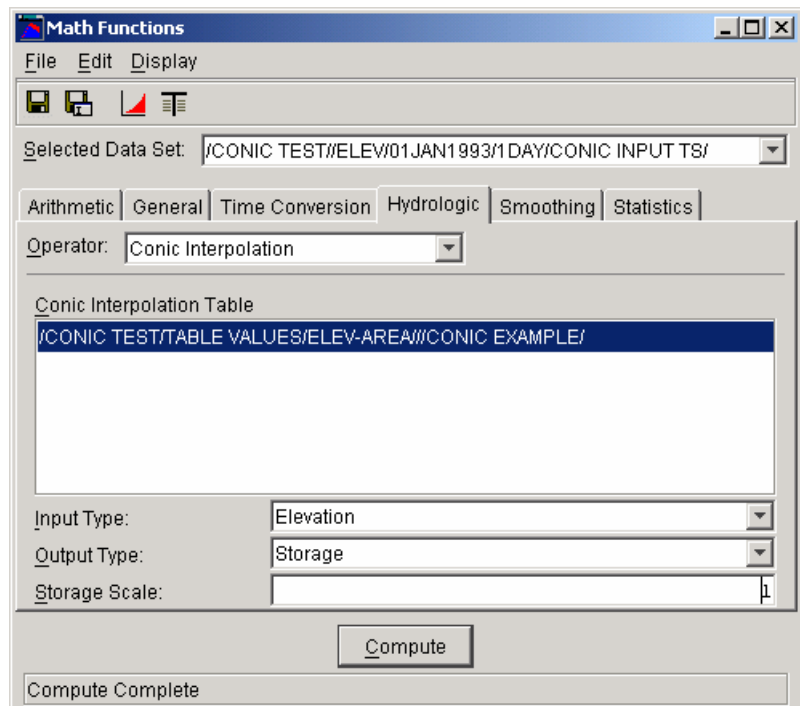 Math Functions
File Edit Display
Selected Data Set: /CONIC TEST//ELEV/01JAN1993/1DAY/CONIC INPUT TS/
Arithmetic General Time Conversion Hydrologic Smoothing Statistics
Operator: Conic Interpolation
Conic Interpolation Table
/CONIC TEST/TABLE VALUES/ELEV-AREA///CONIC EXAMPLE/
Input Type: Elevation
Output Type: Storage
Storage Scale: 1
Compute
Compute Complete